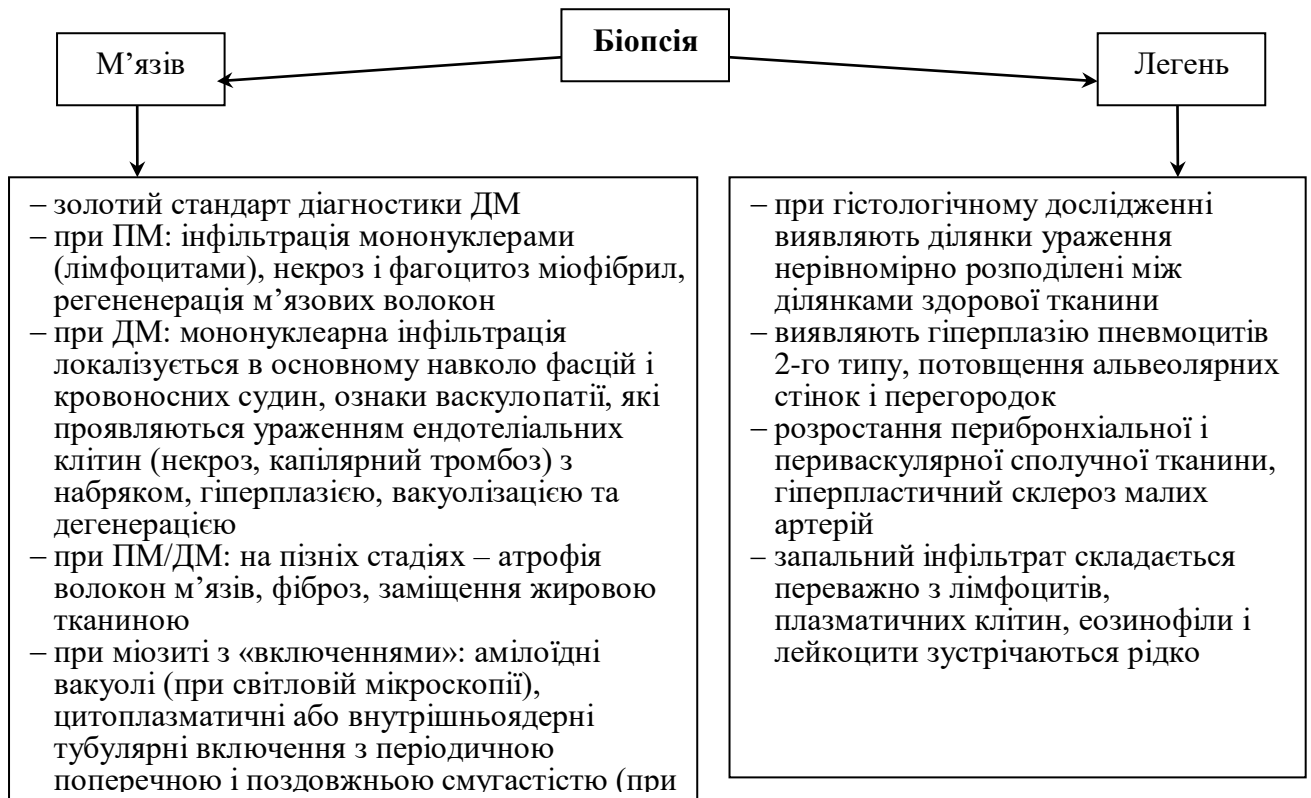 Біопсія
М’язів
Легень
– золотий стандарт діагностики ДМ
– при ПМ: інфільтрація мононуклерами
(лімфоцитами), некроз і фагоцитоз міофібрил,
регененерація м’язових волокон
– при ДМ: мононуклеарна інфільтрація
локалізується в основному навколо фасцій і
кровоносних судин, ознаки васкулопатії, які
проявляються ураженням ендотеліальних
клітин (некроз, капілярний тромбоз) з
набряком, гіперплазією, вакуолізацією та
дегенерацією
– при ПМ/ДМ: на пізніх стадіях – атрофія
волокон м’язів, фіброз, заміщення жировою
тканиною
– при міозиті з «включеннями»: амілоїдні
вакуолі (при світловій мікроскопії),
цитоплазматичні або внутрішньоядерні
тубулярні включення з періодичною
поперечною і поздовжньою смугастістю (при
– при гістологічному дослідженні
виявляють ділянки ураження
нерівномірно розподілені між
ділянками здорової тканини
– виявляють гіперплазію пневмоцитів
2-го типу, потовщення альвеолярних
стінок і перегородок
– розростання перибронхіальної і
периваскулярної сполучної тканини,
гіперпластичний склероз малих
артерій
– запальний інфільтрат складається
переважно з лімфоцитів,
плазматичних клітин, еозинофіли і
лейкоцити зустрічаються рідко